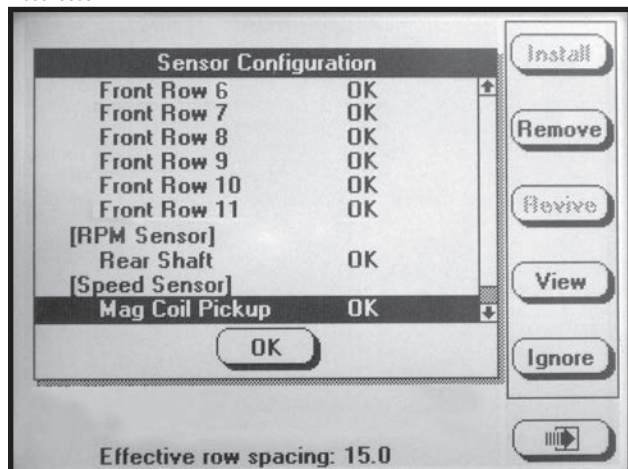 Sensor Configuration
Front Row 6 OK
Front Row 7 OK
Front Row 8 OK
Front Row 9 OK
Front Row 10 OK
Front Row 11 OK
[RPM Sensor]
Rear Shaft OK
[Speed Sensor]
Mag Coil Pickup OK
OK
Install
Remove
Revive
View
Ignore
Effective row spacing: 15.0